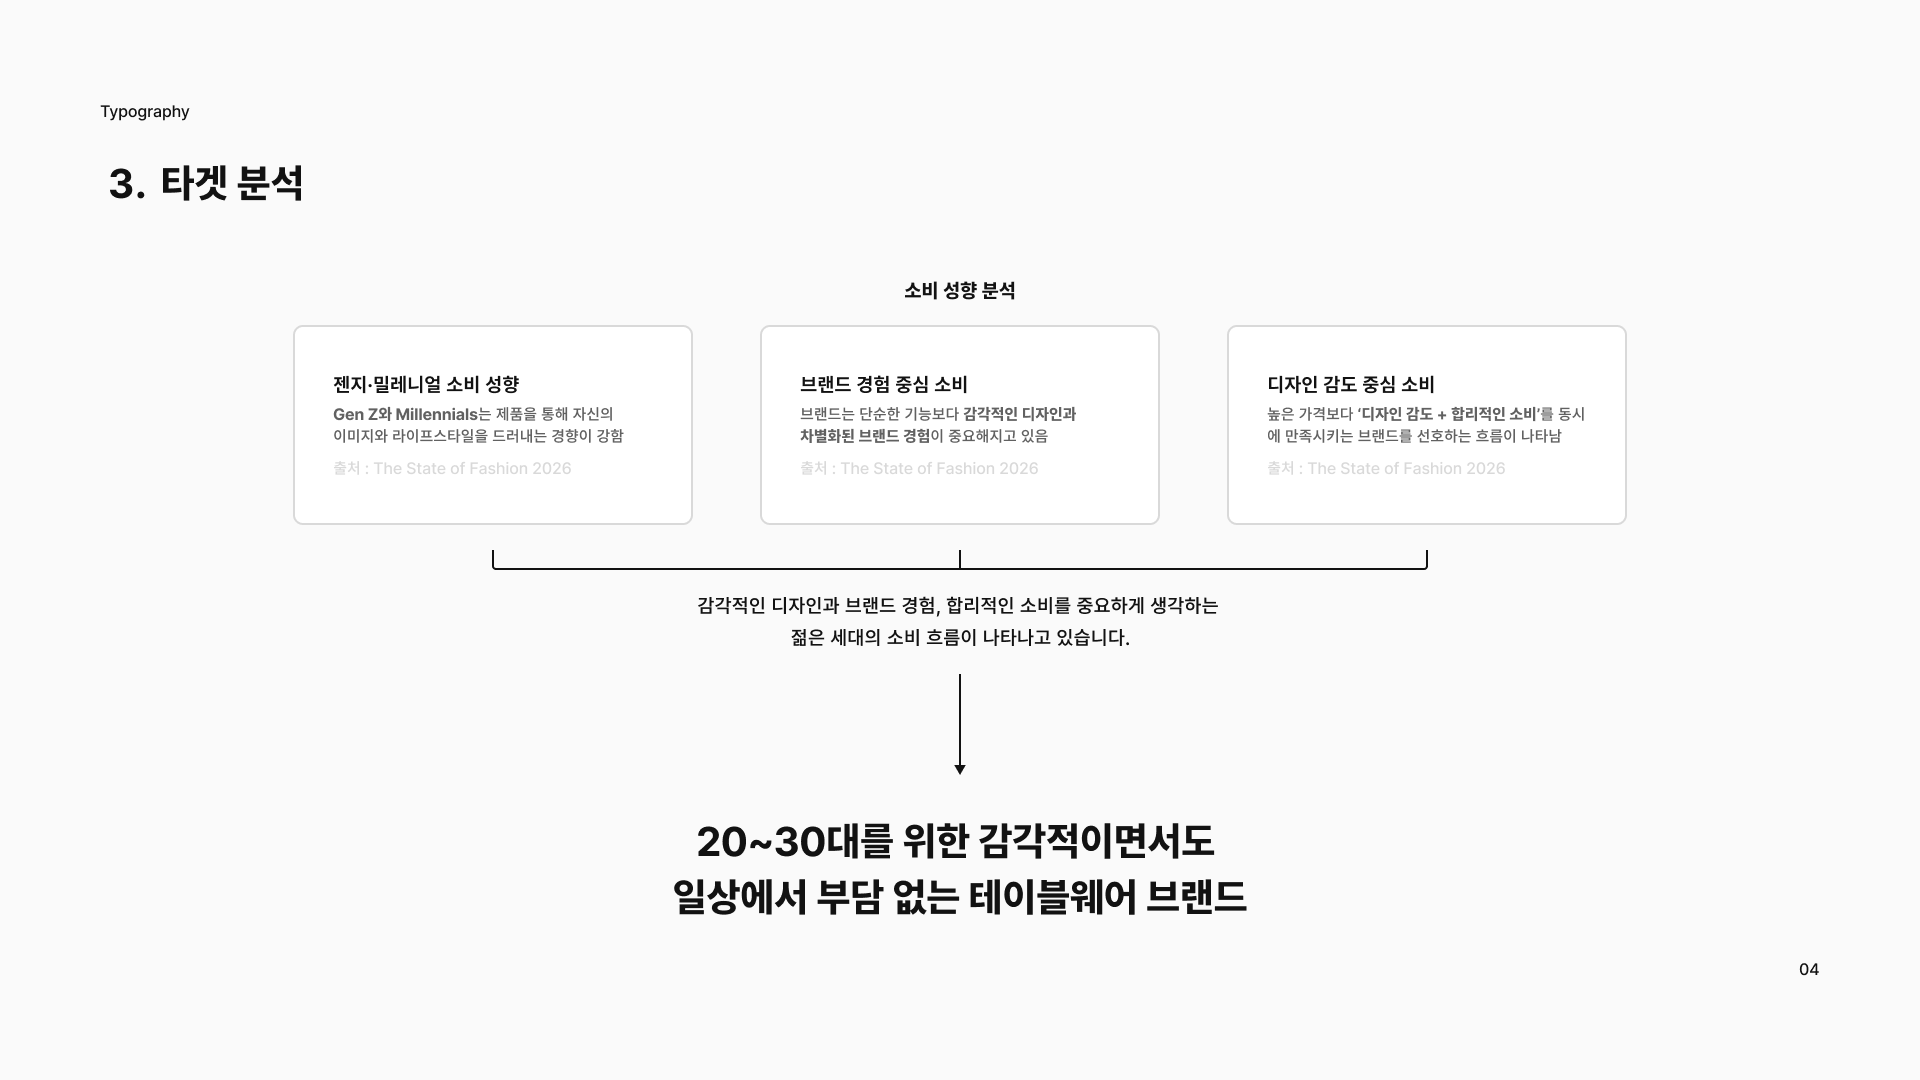 Typography
3. 타겟 분석
소비 성향 분석
젠지·밀레니얼 소비 성향
Gen Z와 Millennials는 제품을 통해 자신의
이미지와 라이프스타일을 드러내는 경향이 강함
출처 : The State of Fashion 2026
브랜드 경험 중심 소비
브랜드는 단순한 기능보다 감각적인 디자인과
차별화된 브랜드 경험이 중요해지고 있음
출처 : The State of Fashion 2026
디자인 감도 중심 소비
높은 가격보다 ‘디자인 감도 + 합리적인 소비’를 동시
에 만족시키는 브랜드를 선호하는 흐름이 나타남
출처 : The State of Fashion 2026
감각적인 디자인과 브랜드 경험, 합리적인 소비를 중요하게 생각하는
젊은 세대의 소비 흐름이 나타나고 있습니다.
20~30대를 위한 감각적이면서도
일상에서 부담 없는 테이블웨어 브랜드
04